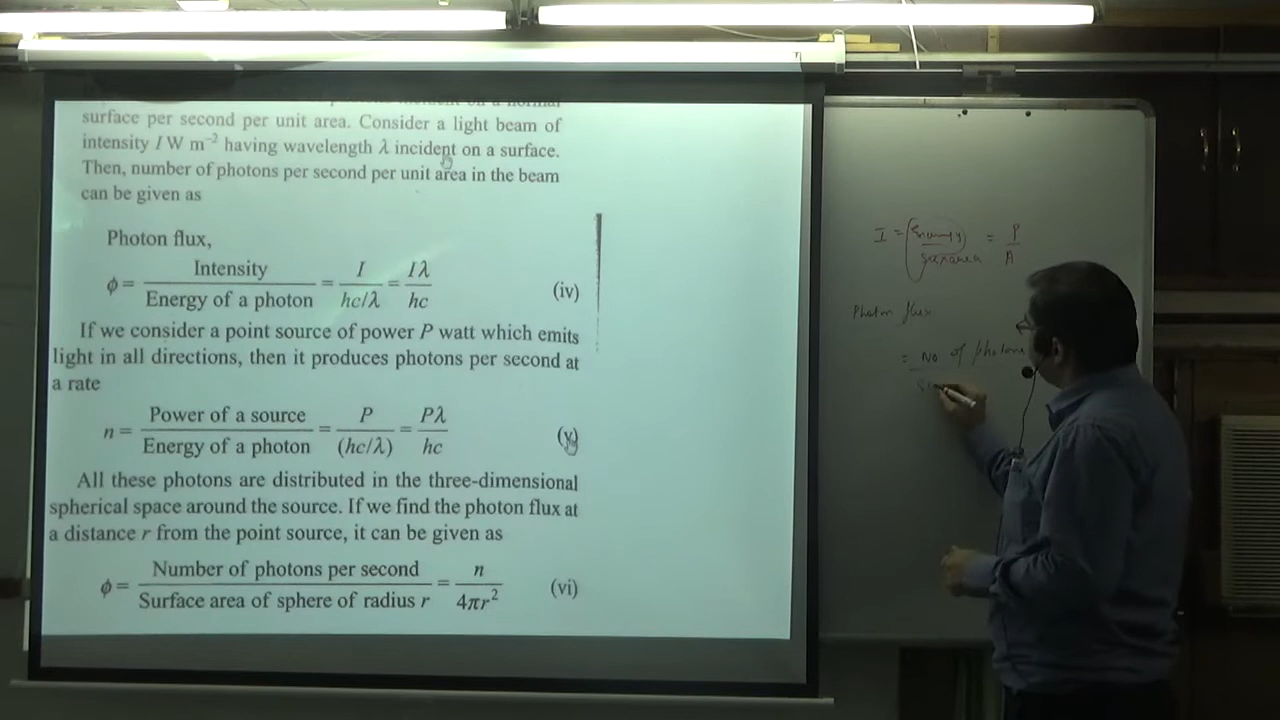 incident on a normal
surface per second per unit area. Consider a light beam of
intensity I W m⁻² having wavelength λ incident on a surface.
Then, number of photons per second per unit area in the beam
can be given as
Photon flux,
ϕ = Intensity / Energy of a photon = I / hc/λ = Iλ / hc (iv)
If we consider a point source of power P watt which emits
light in all directions, then it produces photons per second at
a rate
n = Power of a source / Energy of a photon = P / (hc/λ) = Pλ / hc (v)
All these photons are distributed in the three-dimensional
spherical space around the source. If we find the photon flux at
a distance r from the point source, it can be given as
ϕ = Number of photons per second / Surface area of sphere of radius r = n / 4πr² (vi)
I = Energy / = P / A
Photon flux
= No of photons